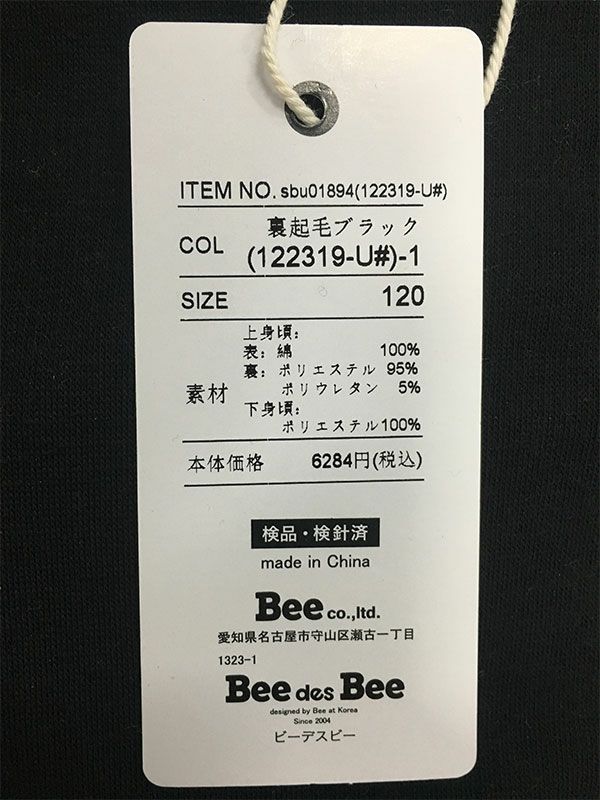 ITEM NO. sbu01894(122319-U#)
COL 裏起毛ブラック
(122319-U#)-1
SIZE 120
上身頃:
表: 綿 100%
裏: ポリエステル 95%
素材 ポリウレタン 5%
下身頃:
ポリエステル100%
本体価格 6284円(税込)
検品・検針済
made in China
Bee co.,ltd.
愛知県名古屋市守山区瀬古一丁目
1323-1
Bee des Bee
designed by Bee at Korea
Since 2004
ビーデスビー